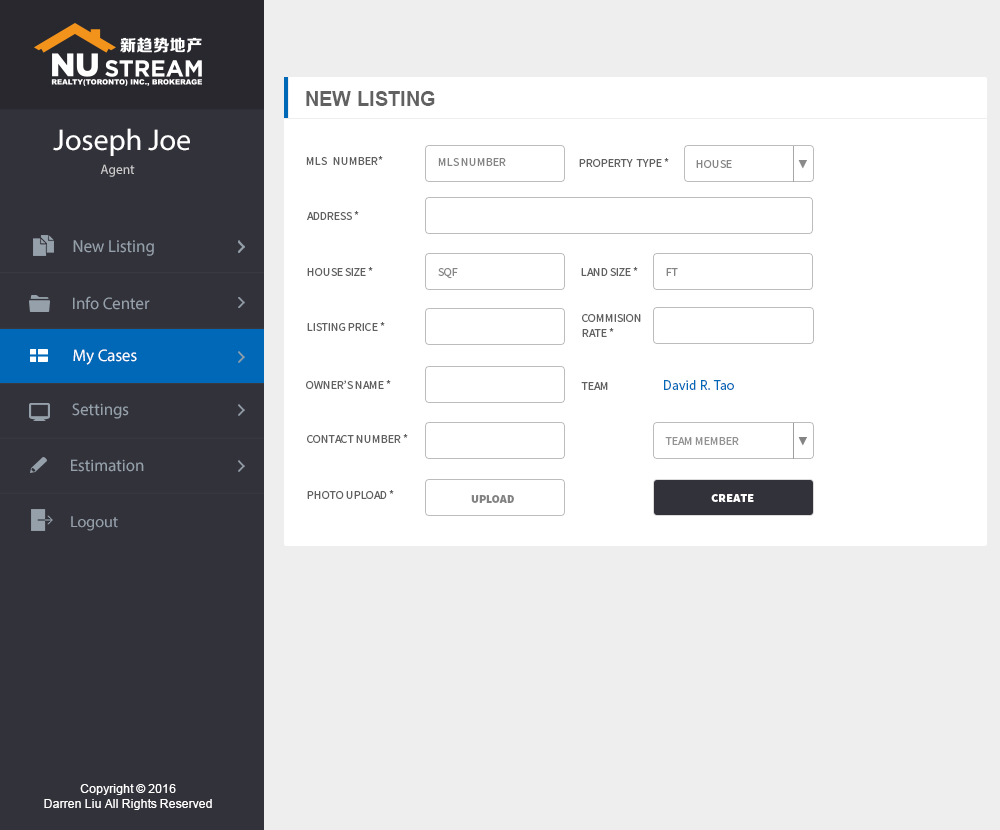 新趋势地产
NU STREAM
REALTY(TORONTO) INC., BROKERAGE
Joseph Joe
Agent
New Listing
Info Center
My Cases
Settings
Estimation
Logout
Copyright © 2016
Darren Liu All Rights Reserved
NEW LISTING
MLS NUMBER* MLS NUMBER PROPERTY TYPE * HOUSE
ADDRESS *
HOUSE SIZE * SQF LAND SIZE * FT
LISTING PRICE * COMMISION
RATE *
OWNER'S NAME * TEAM David R. Tao
CONTACT NUMBER * TEAM MEMBER
PHOTO UPLOAD * UPLOAD CREATE